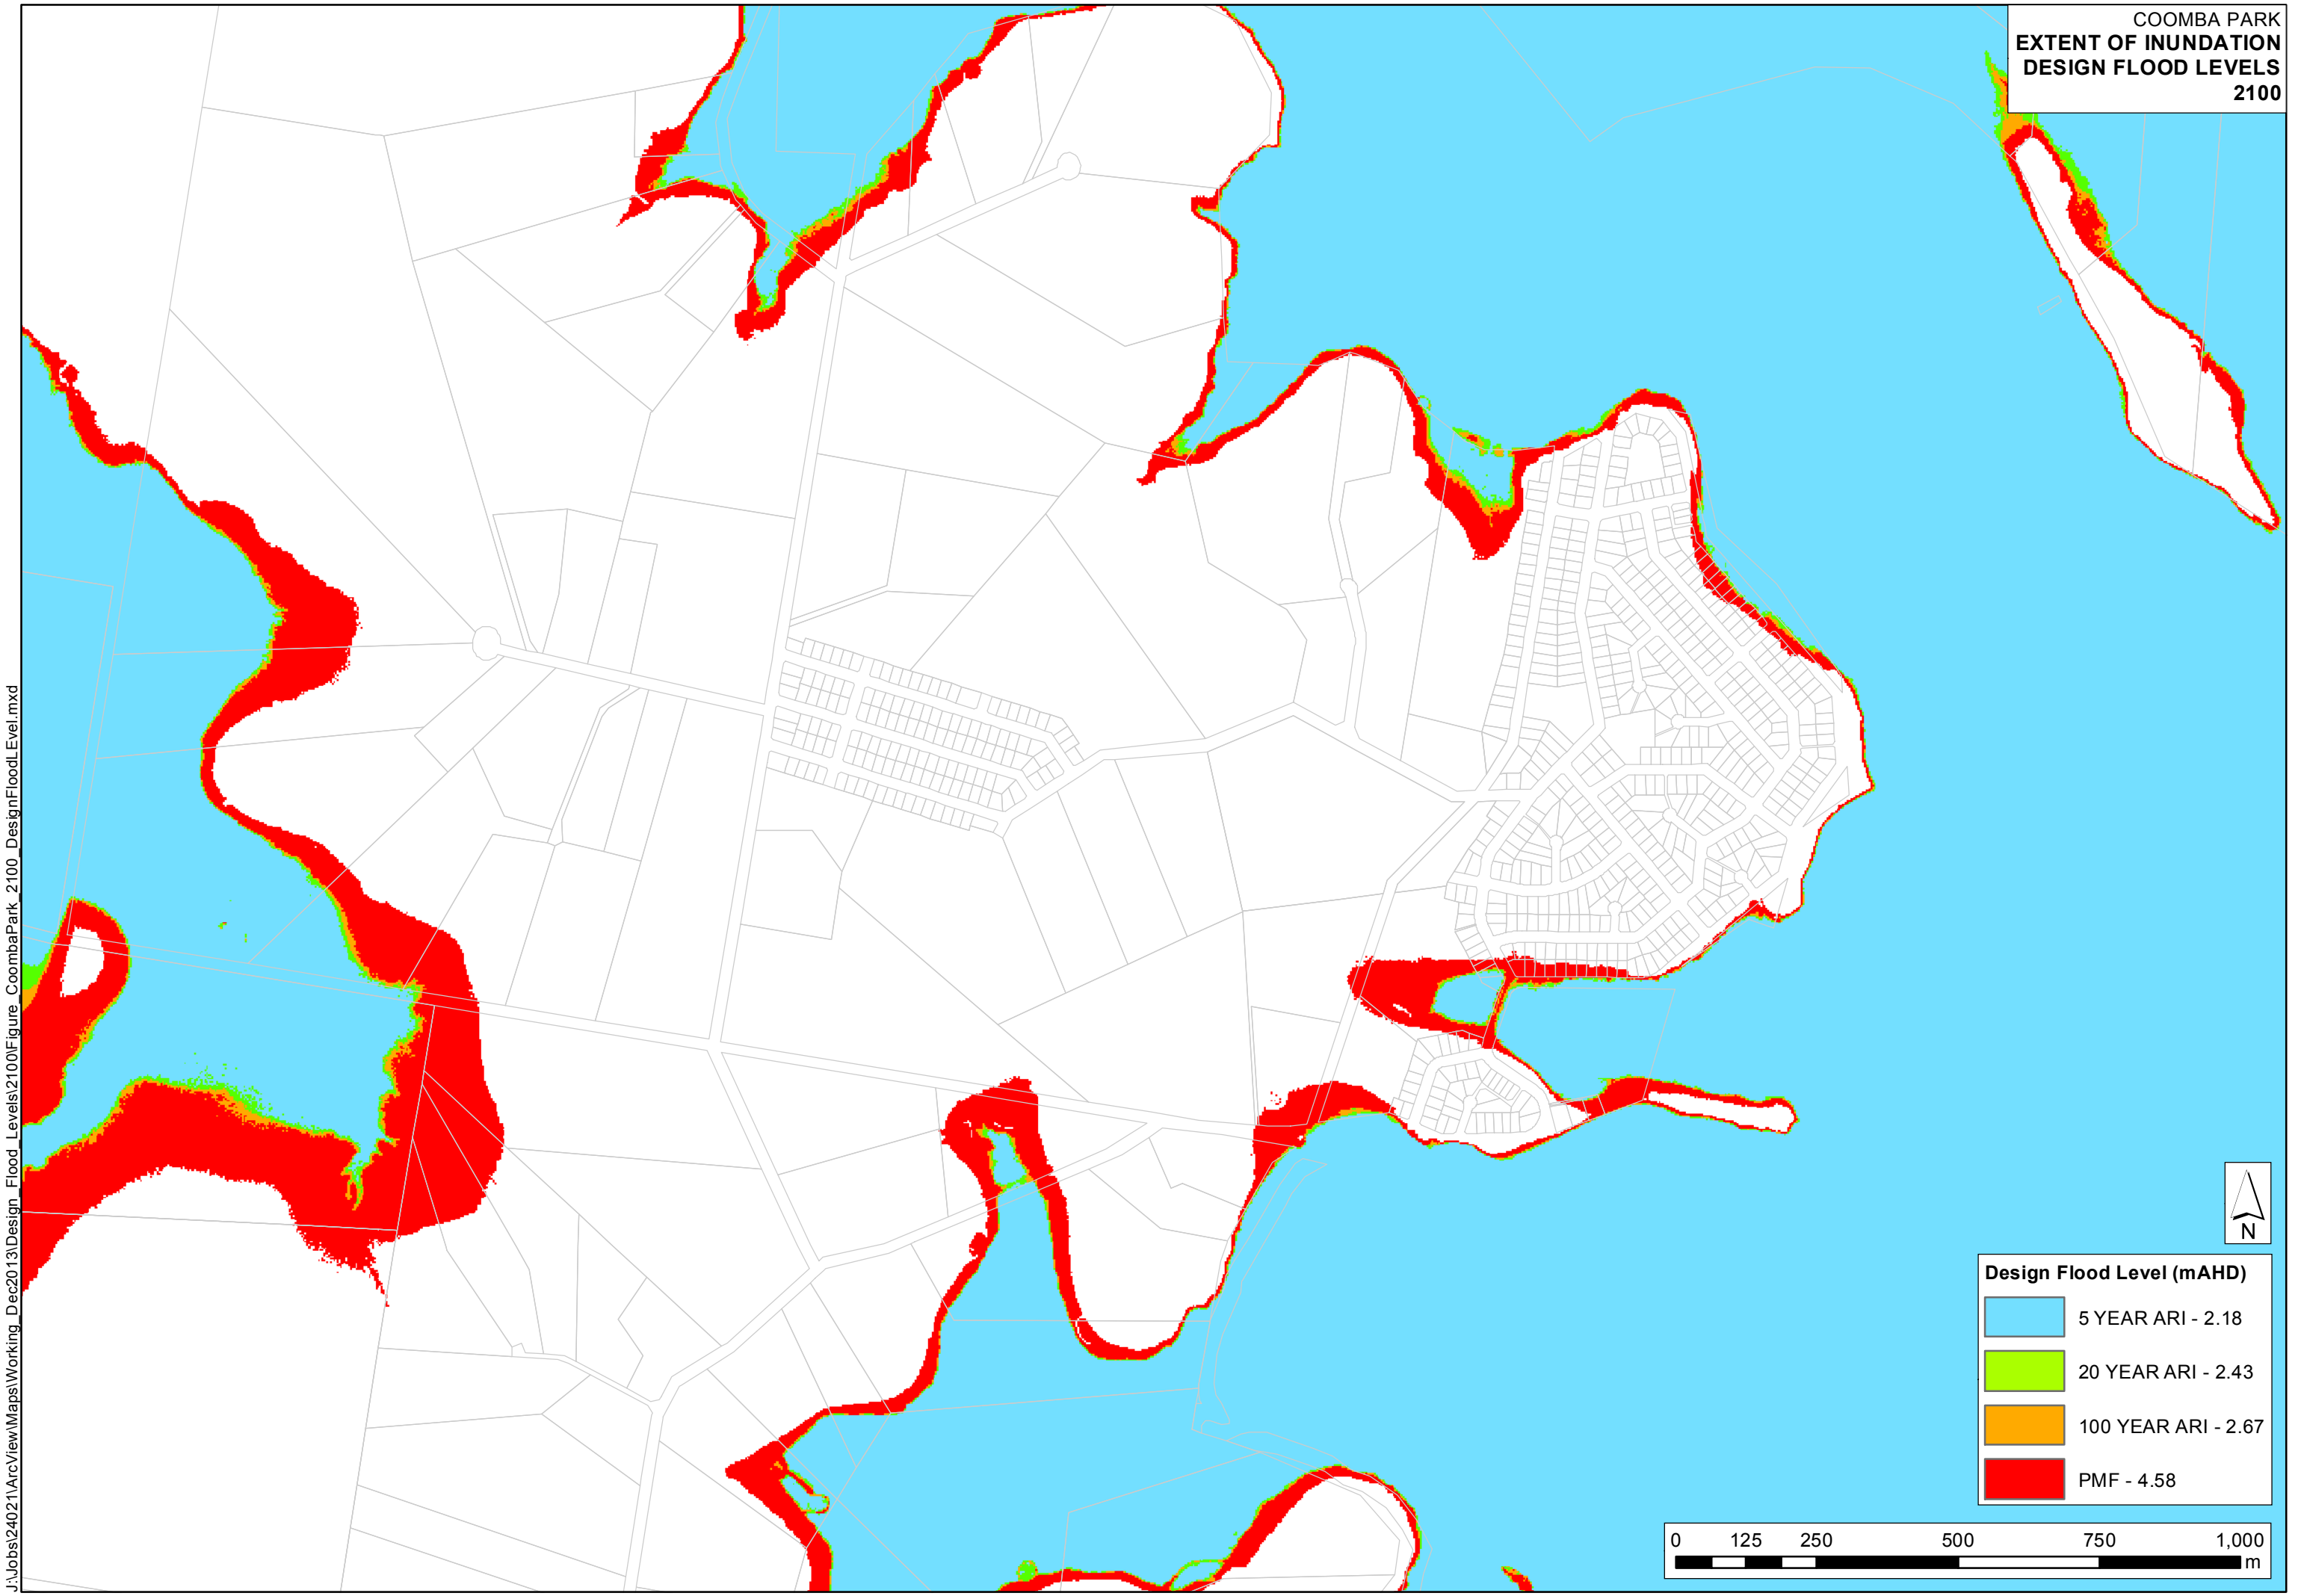 COOMBA PARK
EXTENT OF INUNDATION
DESIGN FLOOD LEVELS
2100
J:\Jobs\24021\ArcView\Maps\Working_Dec2013\Design_Flood_Levels\2100\Figure_CoombaPark_2100_DesignFloodLEvel.mxd
N
Design Flood Level (mAHD)
5 YEAR ARI - 2.18
20 YEAR ARI - 2.43
100 YEAR ARI - 2.67
PMF - 4.58
0 125 250 500 750 1,000
m